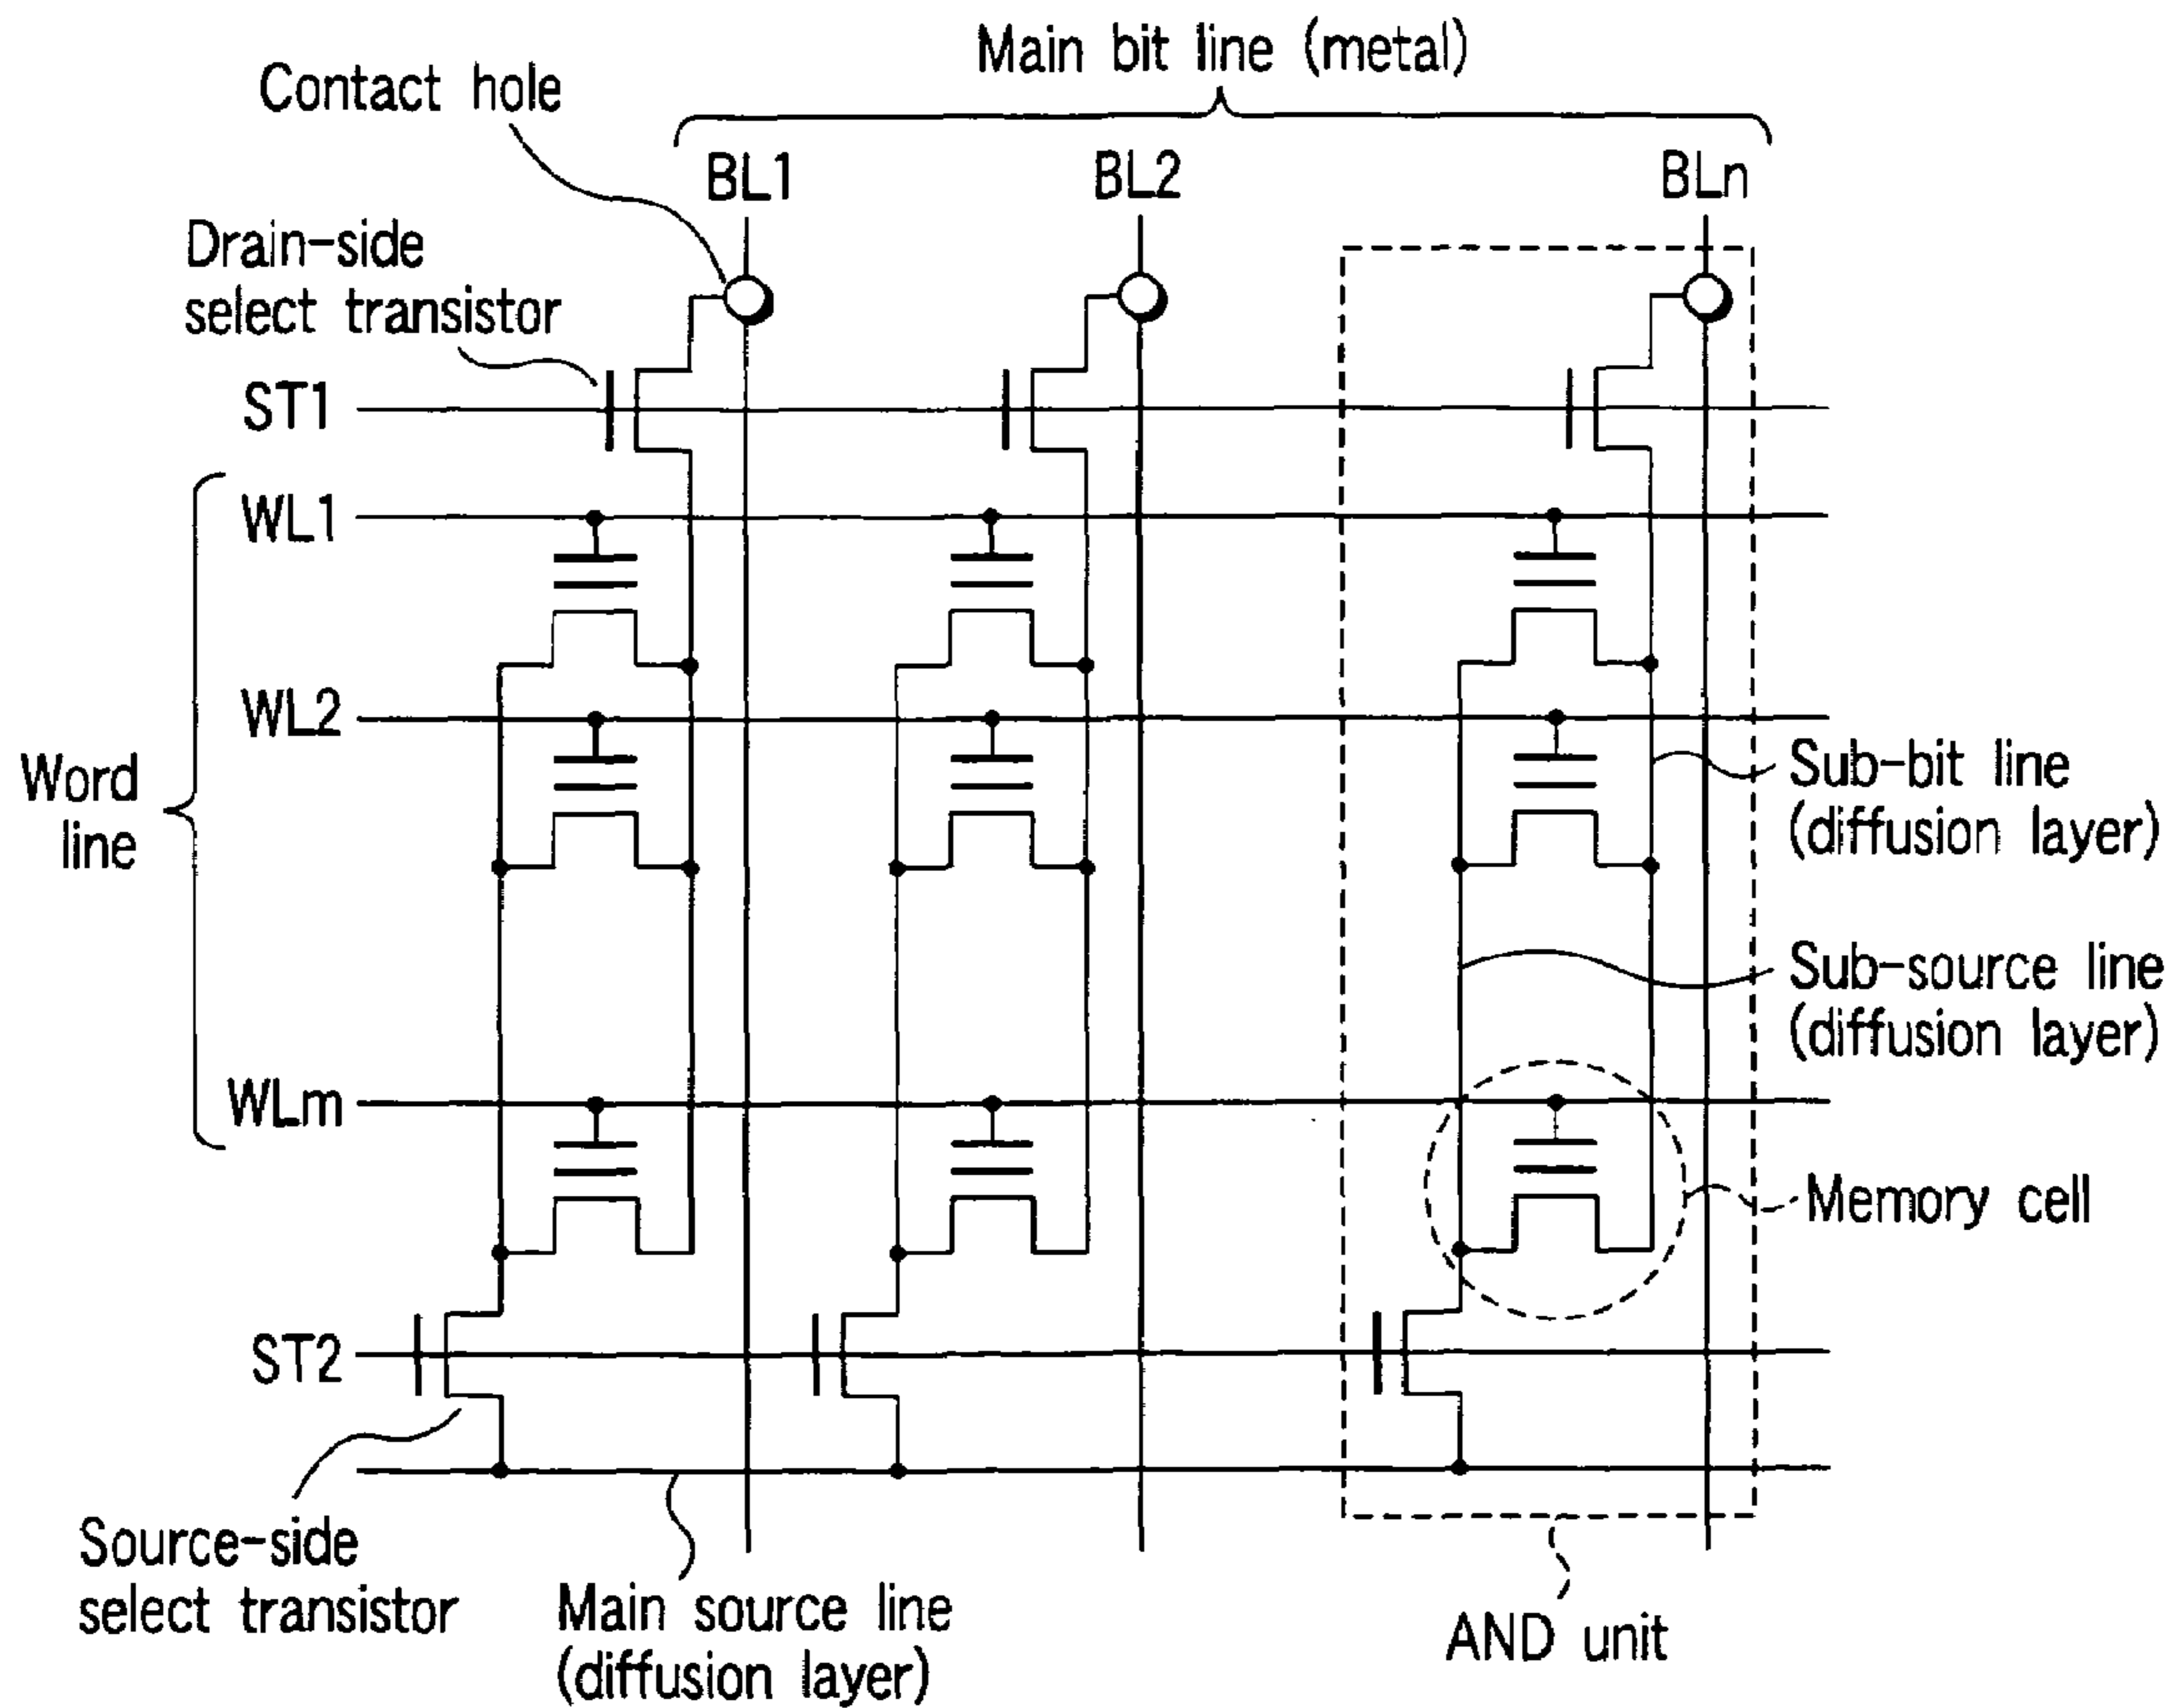 Main bit line (metal)
Contact hole
BL1
BL2
BLn
Drain-side
select transistor
ST1
WL1
WL2
Word
line
Sub-bit line
(diffusion layer)
Sub-source line
(diffusion layer)
WLm
Memory cell
ST2
Source-side
select transistor
Main source line
(diffusion layer)
AND unit